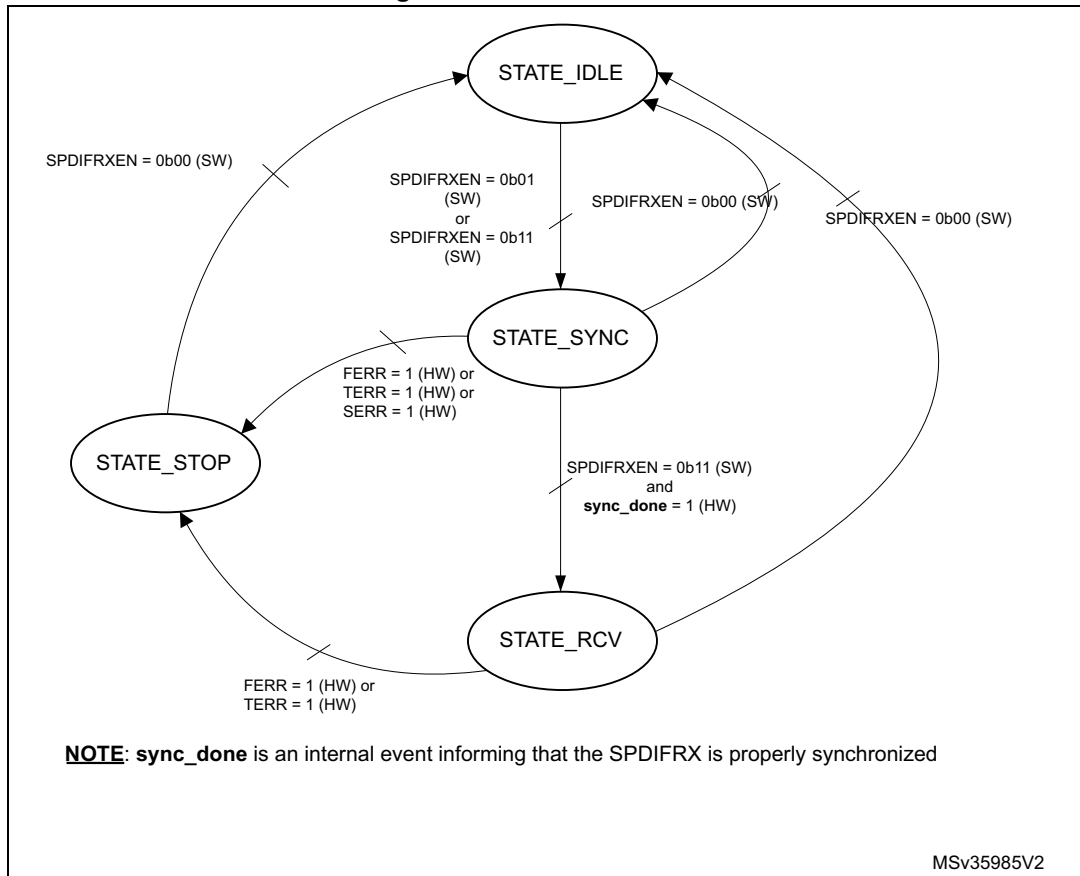 STATE_IDLE
SPDIFRXEN = 0b00 (SW)
SPDIFRXEN = 0b01
(SW)
or
SPDIFRXEN = 0b11
(SW)
SPDIFRXEN = 0b00 (SW)
SPDIFRXEN = 0b00 (SW)
STATE_SYNC
FERR = 1 (HW) or
TERR = 1 (HW) or
SERR = 1 (HW)
STATE_STOP
SPDIFRXEN = 0b11 (SW)
and
sync_done = 1 (HW)
STATE_RCV
FERR = 1 (HW) or
TERR = 1 (HW)
NOTE: sync_done is an internal event informing that the SPDIFRX is properly synchronized
MSv35985V2